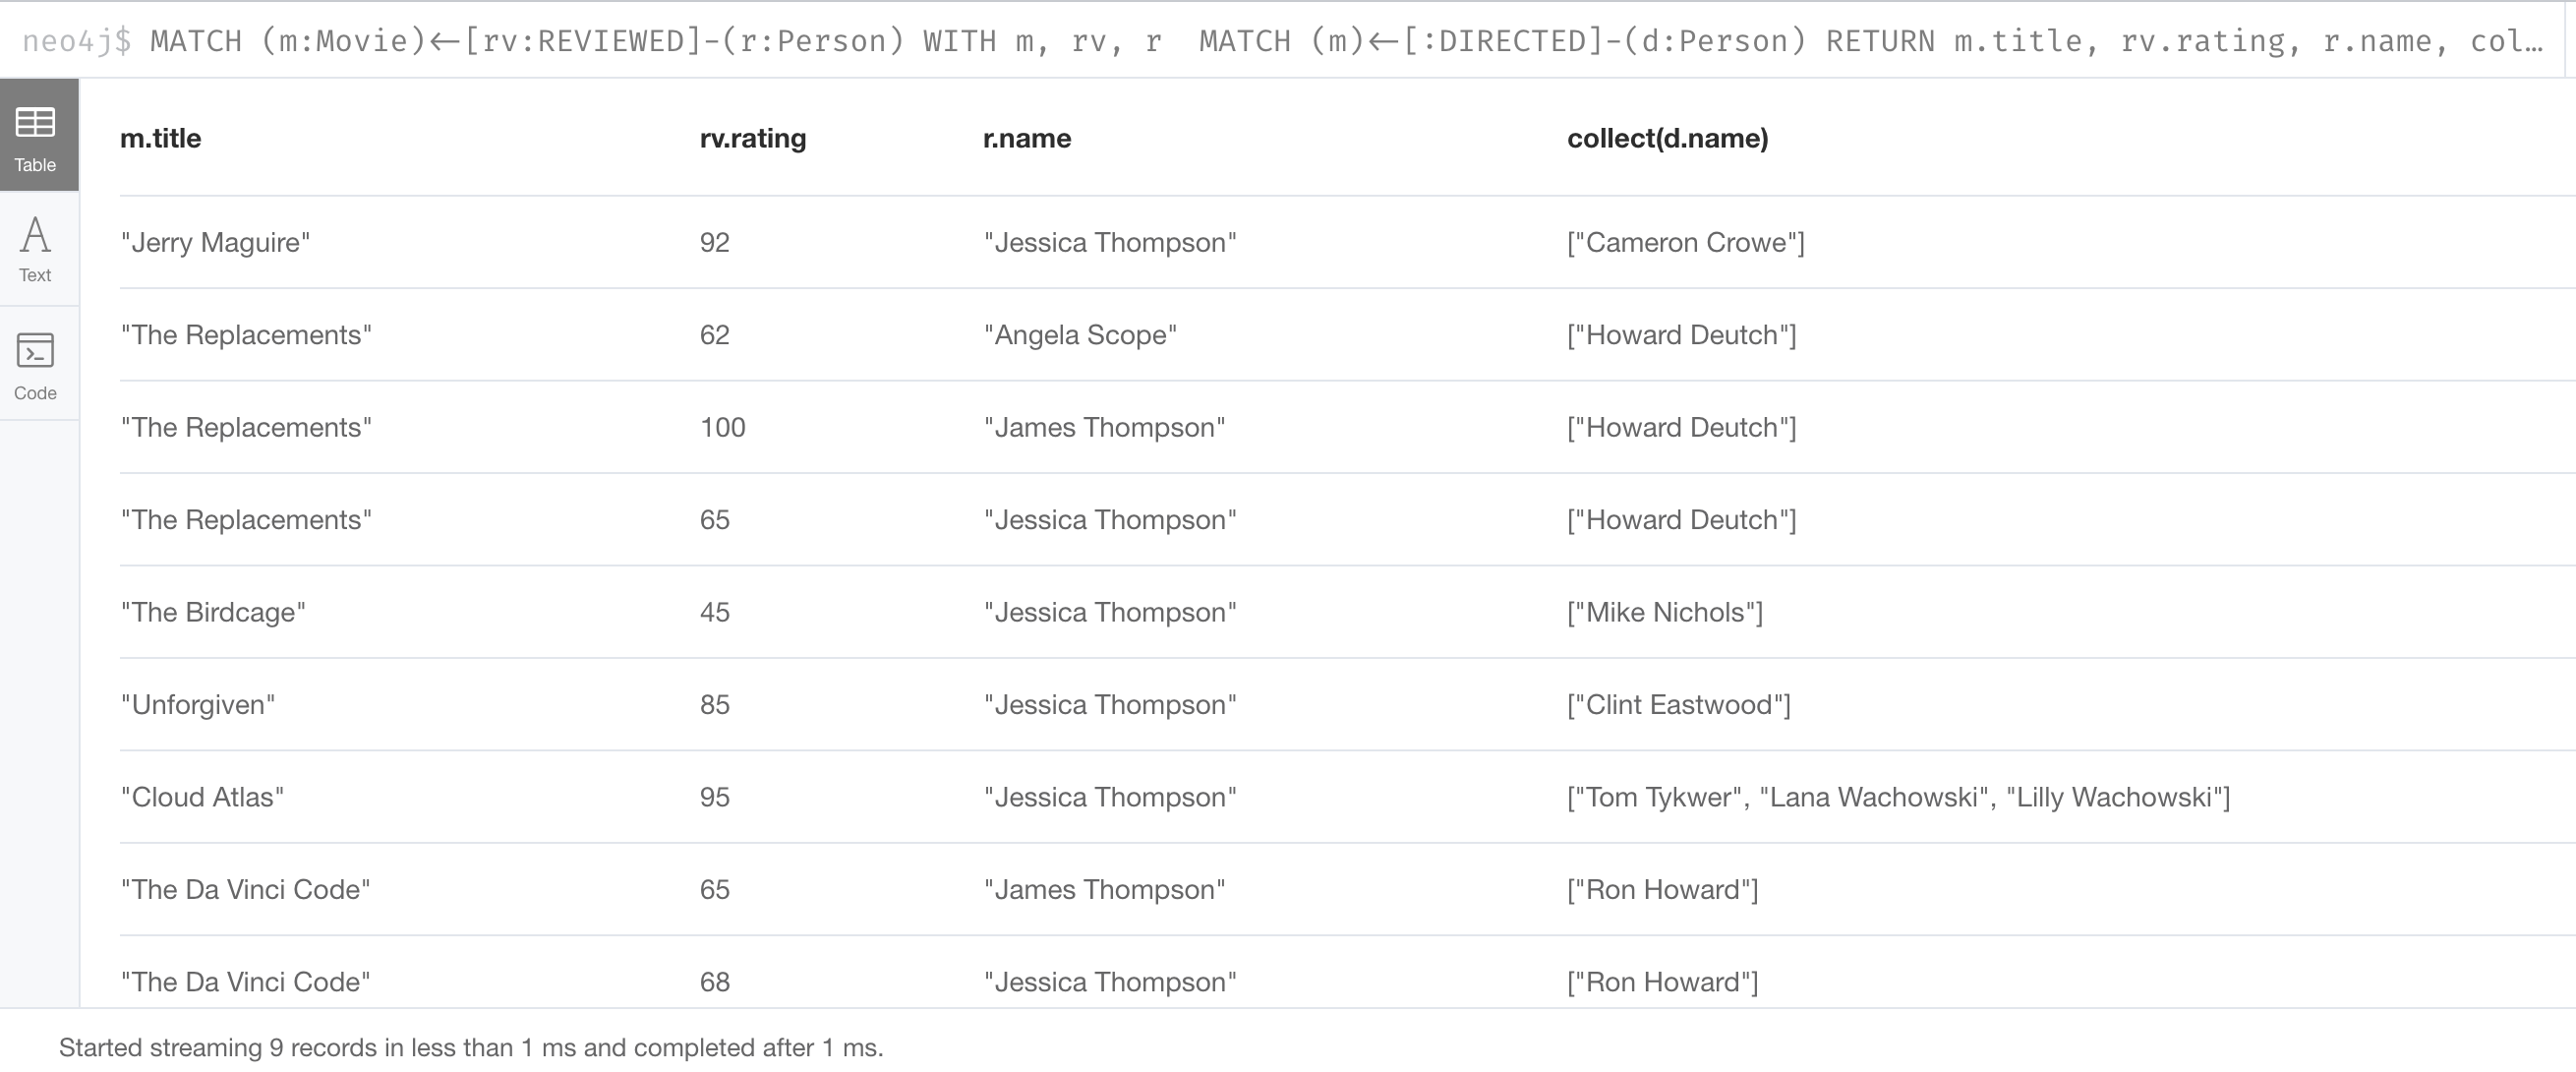 neo4j$ MATCH (m:Movie)<-[rv:REVIEWED]-(r:Person) WITH m, rv, r  MATCH (m)<-[:DIRECTED]-(d:Person) RETURN m.title, rv.rating, r.name, col…
Table
Text
Code
m.title rv.rating r.name collect(d.name)
"Jerry Maguire" 92 "Jessica Thompson" ["Cameron Crowe"]
"The Replacements" 62 "Angela Scope" ["Howard Deutch"]
"The Replacements" 100 "James Thompson" ["Howard Deutch"]
"The Replacements" 65 "Jessica Thompson" ["Howard Deutch"]
"The Birdcage" 45 "Jessica Thompson" ["Mike Nichols"]
"Unforgiven" 85 "Jessica Thompson" ["Clint Eastwood"]
"Cloud Atlas" 95 "Jessica Thompson" ["Tom Tykwer", "Lana Wachowski", "Lilly Wachowski"]
"The Da Vinci Code" 65 "James Thompson" ["Ron Howard"]
"The Da Vinci Code" 68 "Jessica Thompson" ["Ron Howard"]
Started streaming 9 records in less than 1 ms and completed after 1 ms.